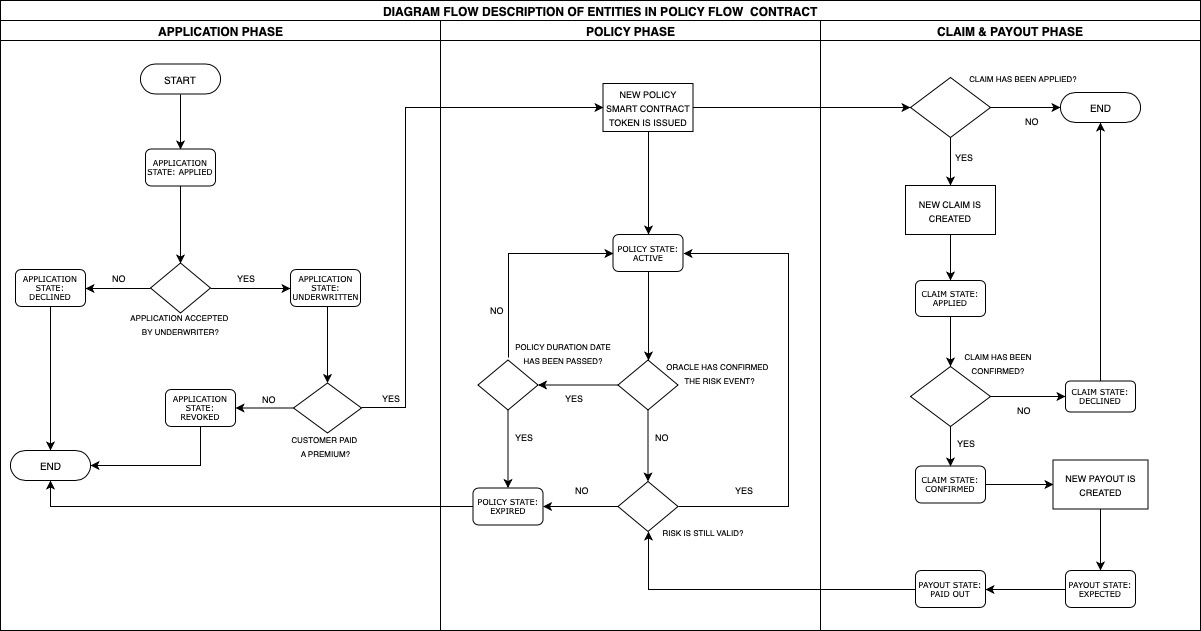 DIAGRAM FLOW DESCRIPTION OF ENTITIES IN POLICY FLOW CONTRACT
APPLICATION PHASE
START
APPLICATION
STATE: APPLIED
NO
YES
APPLICATION
STATE:
DECLINED
APPLICATION
STATE:
UNDERWRITTEN
APPLICATION ACCEPTED
BY UNDERWRITER?
APPLICATION
STATE:
REVOKED
NO
YES
CUSTOMER PAID
A PREMIUM?
END
POLICY PHASE
NEW POLICY
SMART CONTRACT
TOKEN IS ISSUED
POLICY STATE:
ACTIVE
NO
POLICY DURATION DATE
HAS BEEN PASSED?
ORACLE HAS CONFIRMED
THE RISK EVENT?
YES
YES
NO
POLICY STATE:
EXPIRED
NO
YES
RISK IS STILL VALID?
CLAIM & PAYOUT PHASE
CLAIM HAS BEEN APPLIED?
END
NO
YES
NEW CLAIM IS
CREATED
CLAIM STATE:
APPLIED
CLAIM HAS BEEN
CONFIRMED?
NO
CLAIM STATE:
DECLINED
YES
CLAIM STATE:
CONFIRMED
NEW PAYOUT IS
CREATED
PAYOUT STATE:
PAID OUT
PAYOUT STATE:
EXPECTED